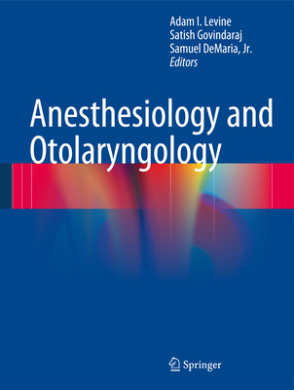 Adam I. Levine
Satish Govindaraj
Samuel DeMaria, Jr.
Editors
Anesthesiology and
Otolaryngology
Springer